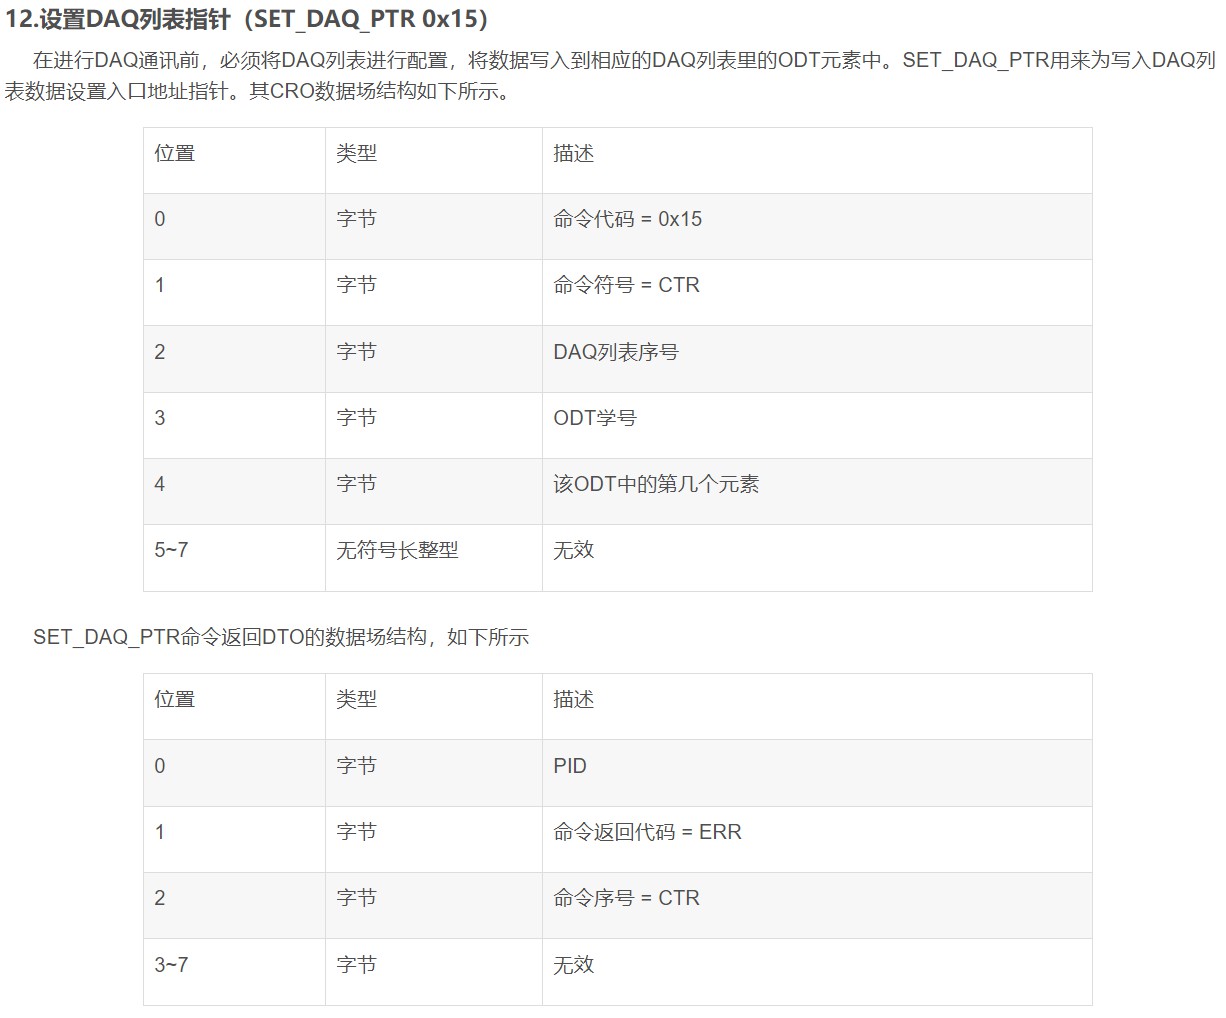 12.设置DAQ列表指针（SET_DAQ_PTR 0x15）
在进行DAQ通讯前，必须将DAQ列表进行配置，将数据写入到相应的DAQ列表里的ODT元素中。SET_DAQ_PTR用来为写入DAQ列
表数据设置入口地址指针。其CRO数据场结构如下所示。
位置 类型 描述
0 字节 命令代码 = 0x15
1 字节 命令符号 = CTR
2 字节 DAQ列表序号
3 字节 ODT学号
4 字节 该ODT中的第几个元素
5~7 无符号长整型 无效
SET_DAQ_PTR命令返回DTO的数据场结构，如下所示
位置 类型 描述
0 字节 PID
1 字节 命令返回代码 = ERR
2 字节 命令序号 = CTR
3~7 字节 无效